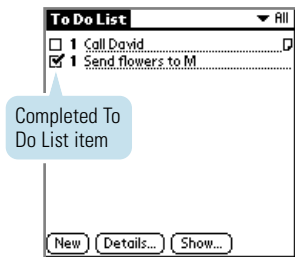 To Do List All
1 Call David
1 Send flowers to M
Completed To
Do List item
New Details... Show...